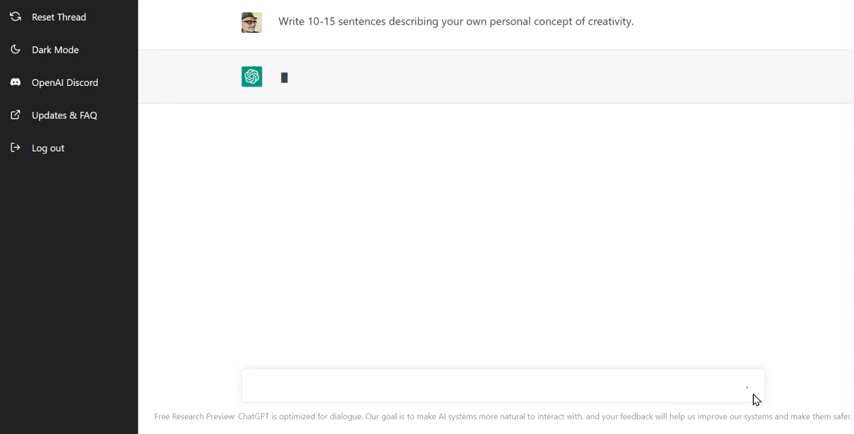 Reset Thread
Dark Mode
OpenAI Discord
Updates & FAQ
Log out
Write 10-15 sentences describing your own personal concept of creativity.
Free Research Preview: ChatGPT is optimized for dialogue. Our goal is to make AI systems more natural to interact with, and your feedback will help us improve our systems and make them safer.